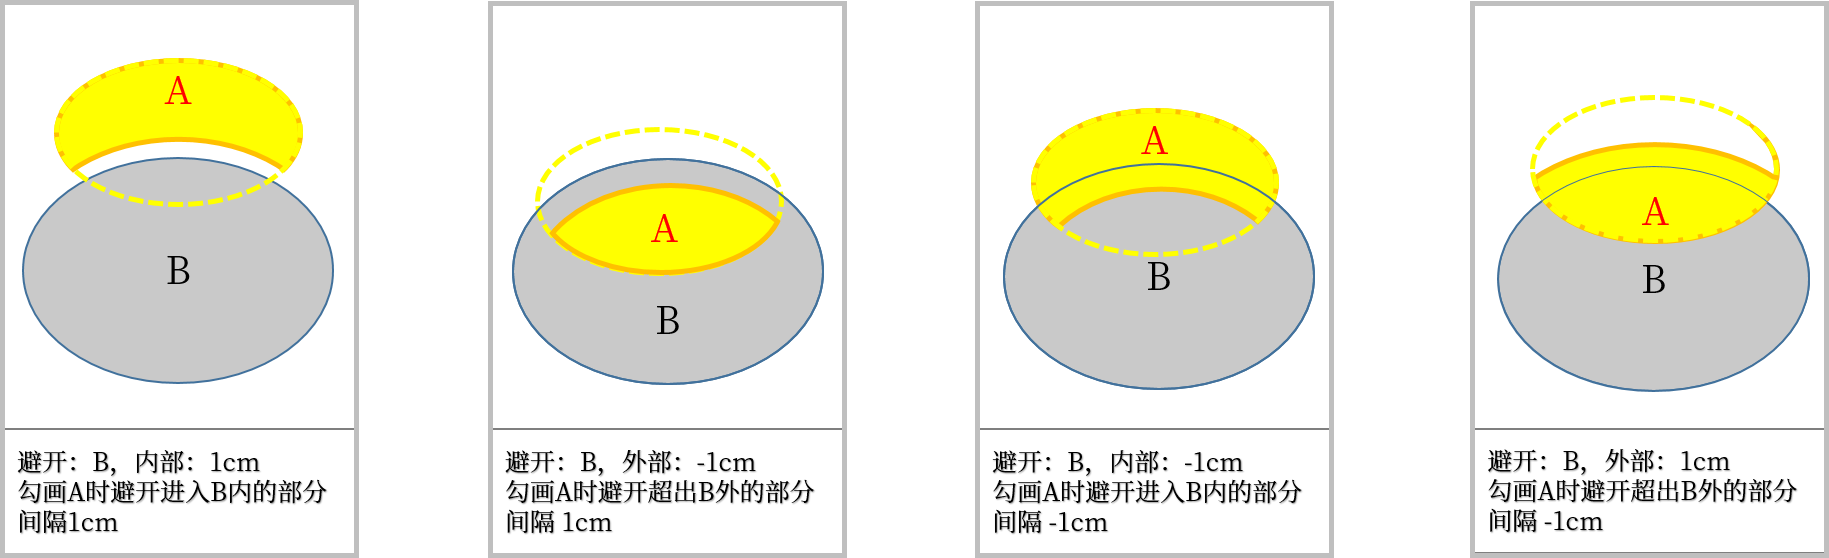 A
B
避开：B，内部：1cm
勾画A时避开进入B内的部分
间隔1cm
A
B
避开：B，外部：-1cm
勾画A时避开超出B外的部分
间隔 1cm
A
B
避开：B，内部：-1cm
勾画A时避开进入B内的部分
间隔 -1cm
A
B
避开：B，外部：1cm
勾画A时避开超出B外的部分
间隔 -1cm